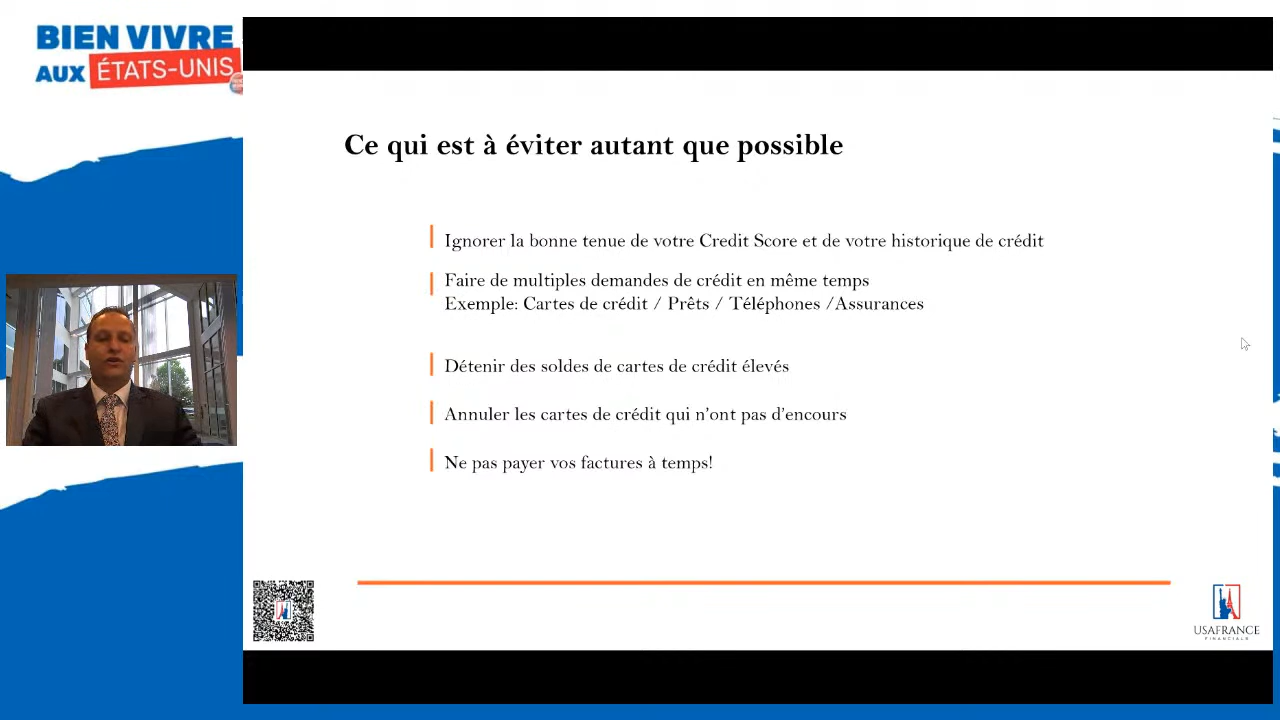 BIEN VIVRE
AUX ÉTATS-UNIS
Ce qui est à éviter autant que possible
Ignorer la bonne tenue de votre Credit Score et de votre historique de crédit
Faire de multiples demandes de crédit en même temps
Exemple: Cartes de crédit / Prêts / Téléphones /Assurances
Détenir des soldes de cartes de crédit élevés
Annuler les cartes de crédit qui n’ont pas d’encours
Ne pas payer vos factures à temps!
USAFRANCE
FINANCIALS